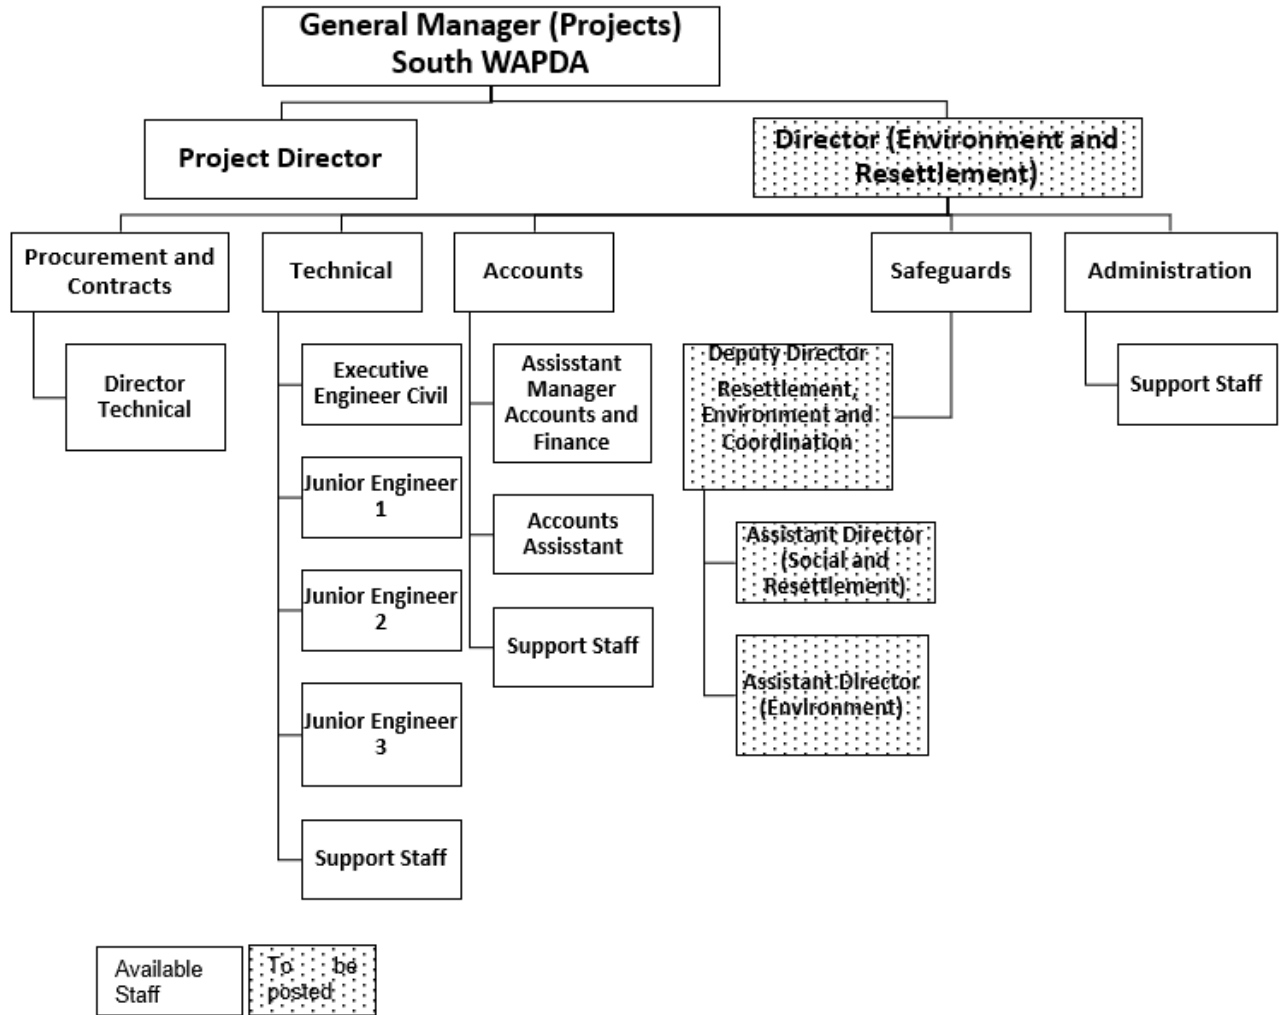 General Manager (Projects)
South WAPDA
Project Director
Director (Environment and
Resettlement)
Procurement and
Contracts
Technical
Accounts
Safeguards
Administration
Director
Technical
Executive
Engineer Civil
Junior Engineer
1
Junior Engineer
2
Junior Engineer
3
Support Staff
Assisstant
Manager
Accounts and
Finance
Accounts
Assisstant
Support Staff
Deputy Director
Resettlement,
Environment and
Coordination
Assistant Director
(Social and
Resettlement)
Assistant Director
(Environment)
Support Staff
Available
Staff
To be
posted